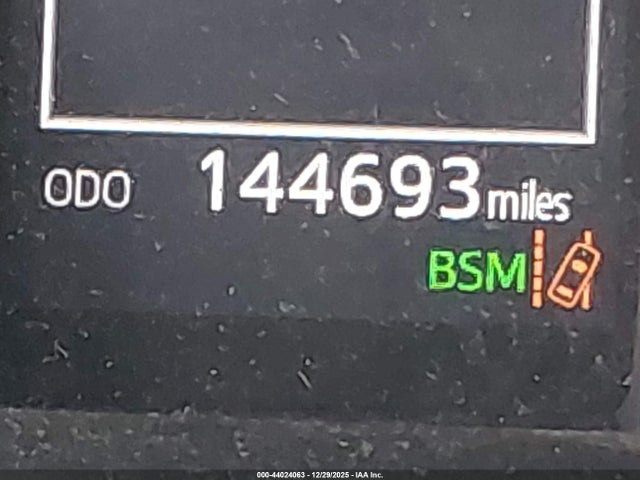 ODO 144693 miles
BSM
000-44024063 - 12/29/2025 - IAA Inc.